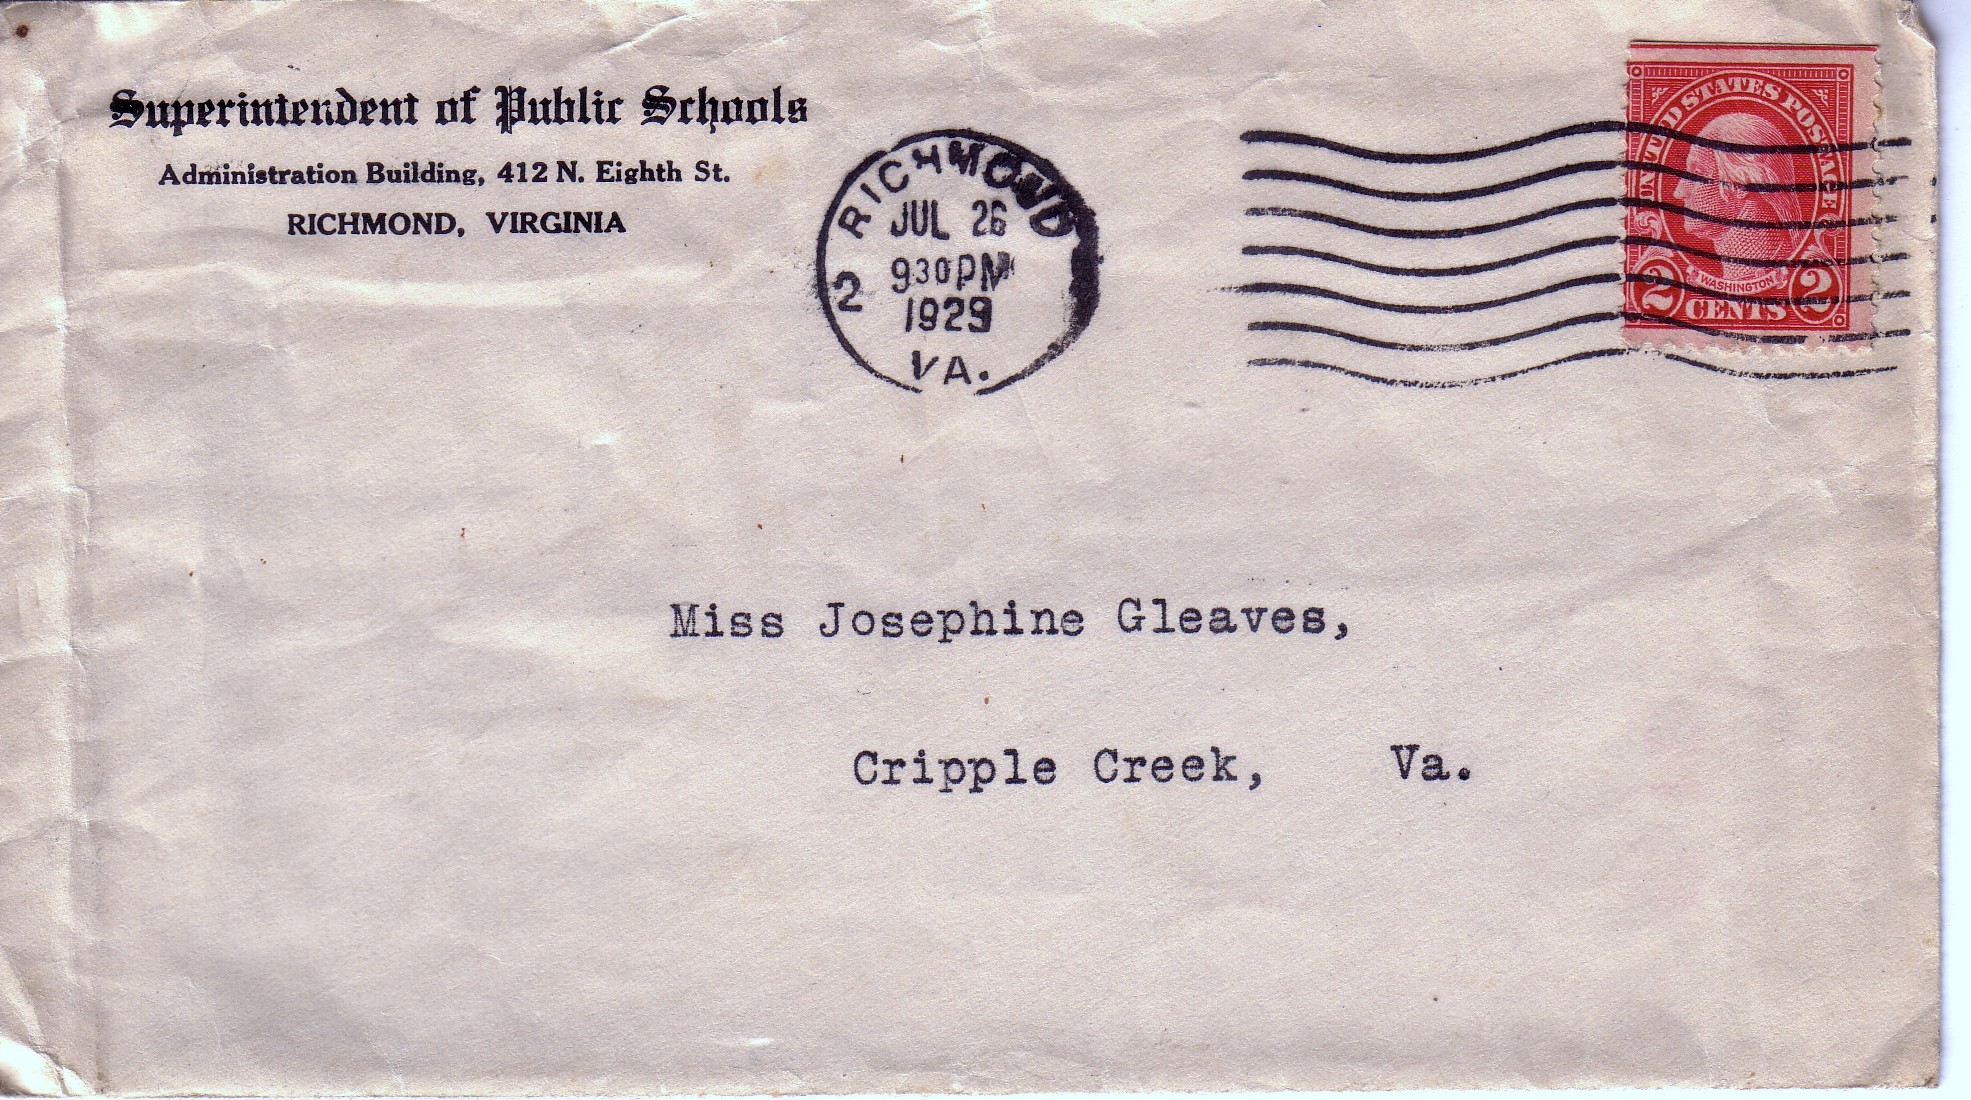 Superintendent of Public Schools
Administration Building, 412 N. Eighth St.
RICHMOND, VIRGINIA
RICHMOND
JUL 26
930PM
1929
2
VA.
UNITED STATES POSTAGE
WASHINGTON
2 CENTS 2
Miss Josephine Gleaves,
Cripple Creek, Va.